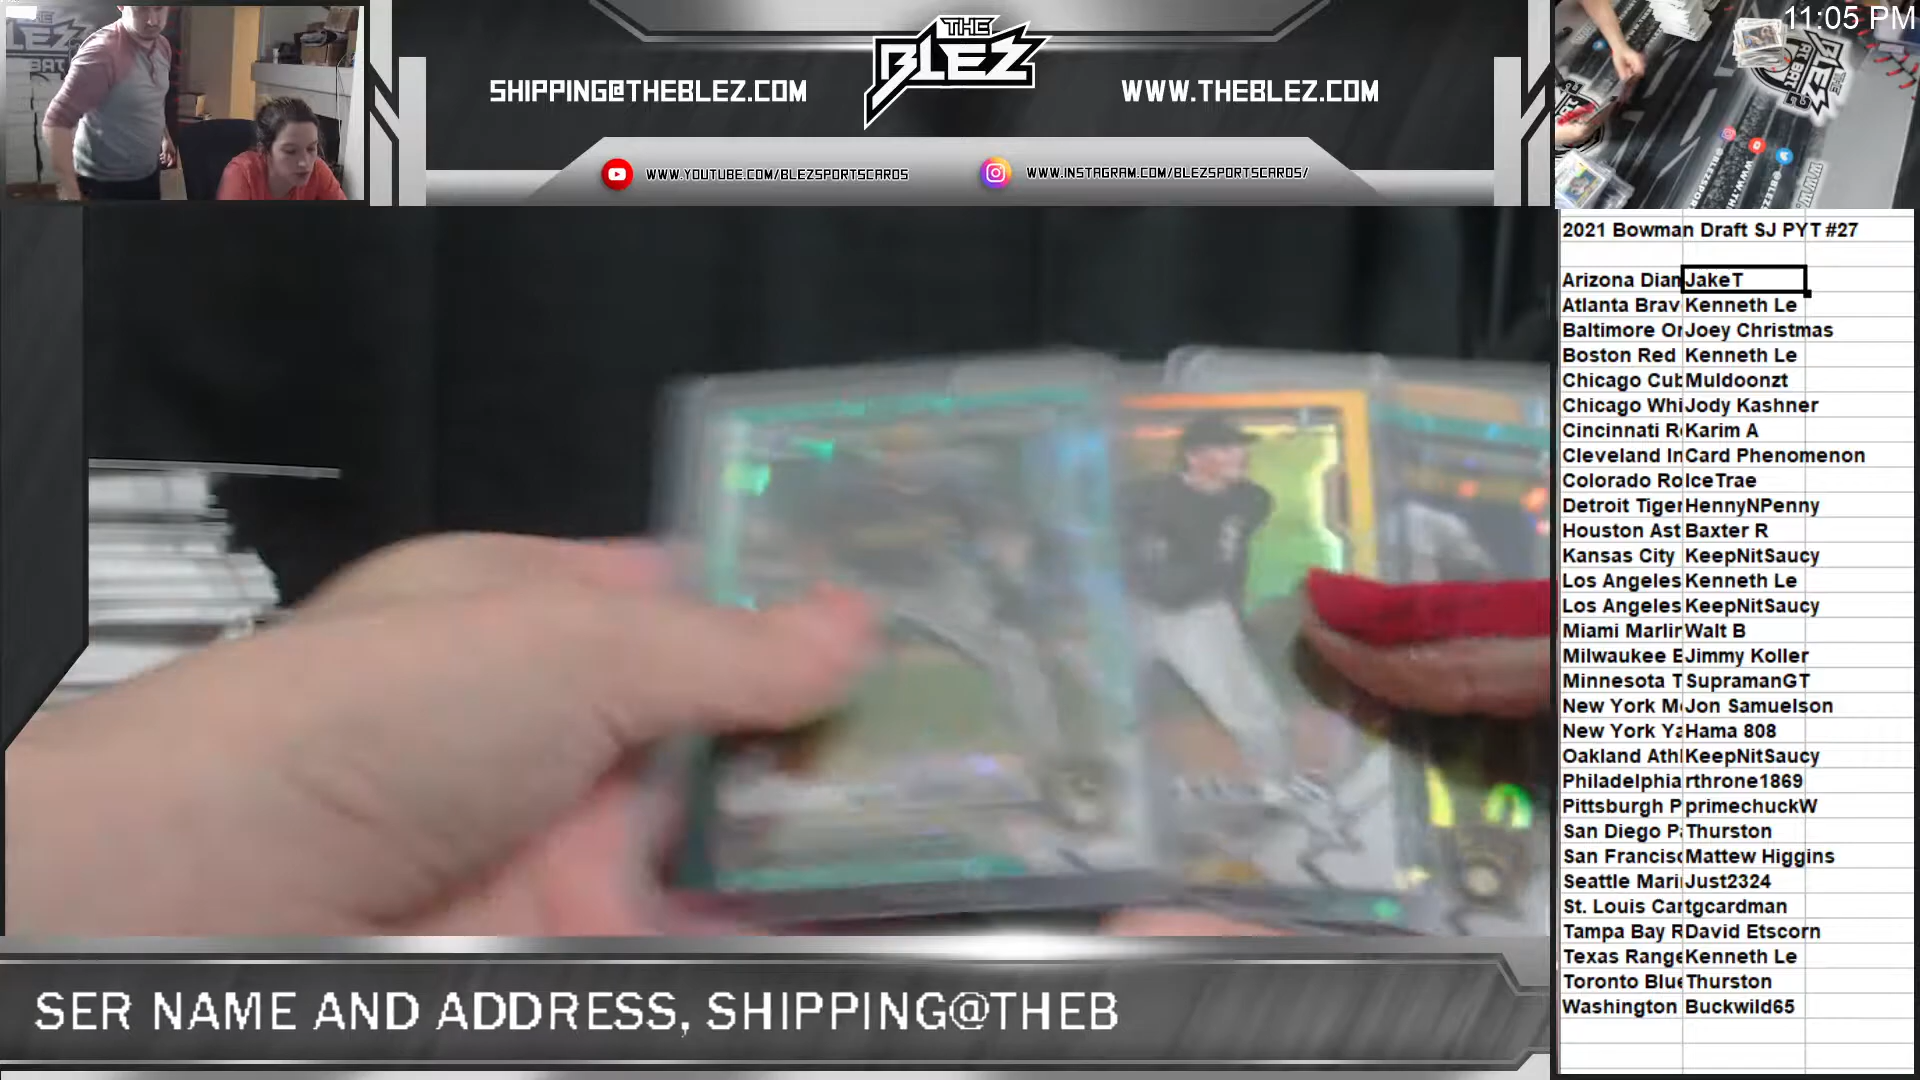 THE
BLEZ
SHIPPING@THEBLEZ.COM
WWW.THEBLEZ.COM
WWW.YOUTUBE.COM/BLEZSPORTSCARDS
WWW.INSTAGRAM.COM/BLEZSPORTSCARDS/
11:05 PM
2021 Bowman Draft SJ PYT #27
Arizona Dian JakeT
Atlanta Brav Kenneth Le
Baltimore Or Joey Christmas
Boston Red Kenneth Le
Chicago Cub Muldoonzt
Chicago Whi Jody Kashner
Cincinnati Re Karim A
Cleveland In Card Phenomenon
Colorado Ro IceTrae
Detroit Tiger HennyNPenny
Houston Ast Baxter R
Kansas City KeepNitSaucy
Los Angeles Kenneth Le
Los Angeles KeepNitSaucy
Miami Marlin Walt B
Milwaukee B Jimmy Koller
Minnesota T SupramanGT
New York Me Jon Samuelson
New York Ya Hama 808
Oakland Athl KeepNitSaucy
Philadelphia rthrone1869
Pittsburgh P primechuckW
San Diego Pa Thurston
San Francisc Mattew Higgins
Seattle Mari Just2324
St. Louis Car tgcardman
Tampa Bay R David Etscorn
Texas Range Kenneth Le
Toronto Blue Thurston
Washington Buckwild65
SER NAME AND ADDRESS, SHIPPING@THEB